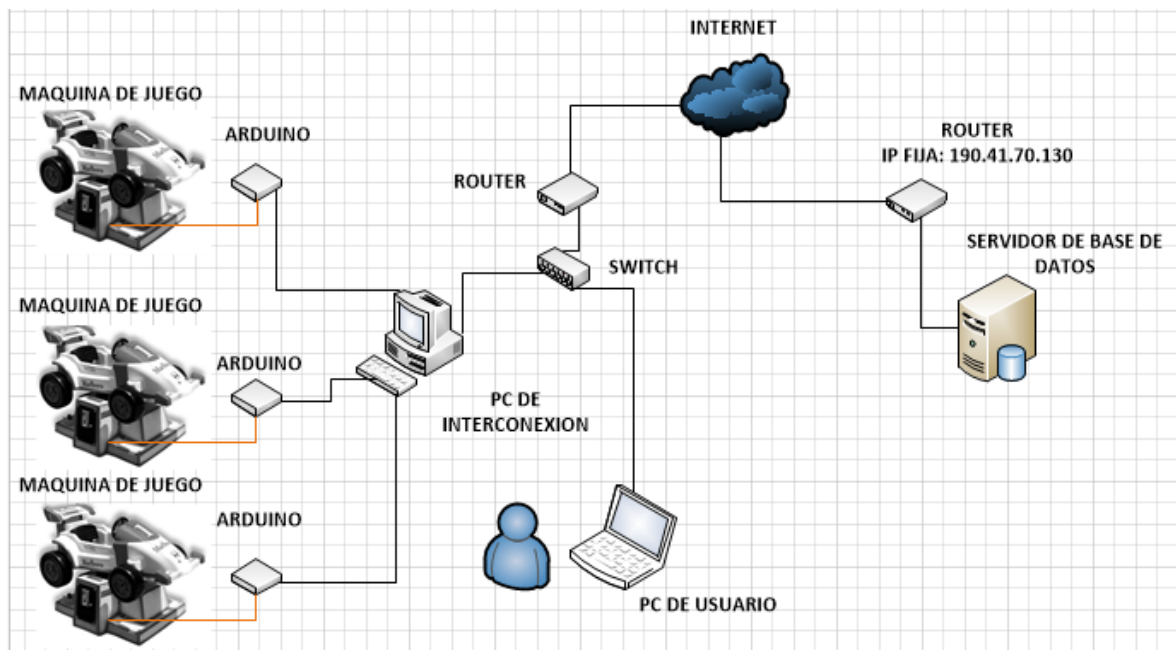 INTERNET
MAQUINA DE JUEGO
ARDUINO
ROUTER
IP FIJA: 190.41.70.130
ROUTER
SERVIDOR DE BASE DE
DATOS
SWITCH
MAQUINA DE JUEGO
ARDUINO
PC DE
INTERCONEXION
MAQUINA DE JUEGO
ARDUINO
PC DE USUARIO